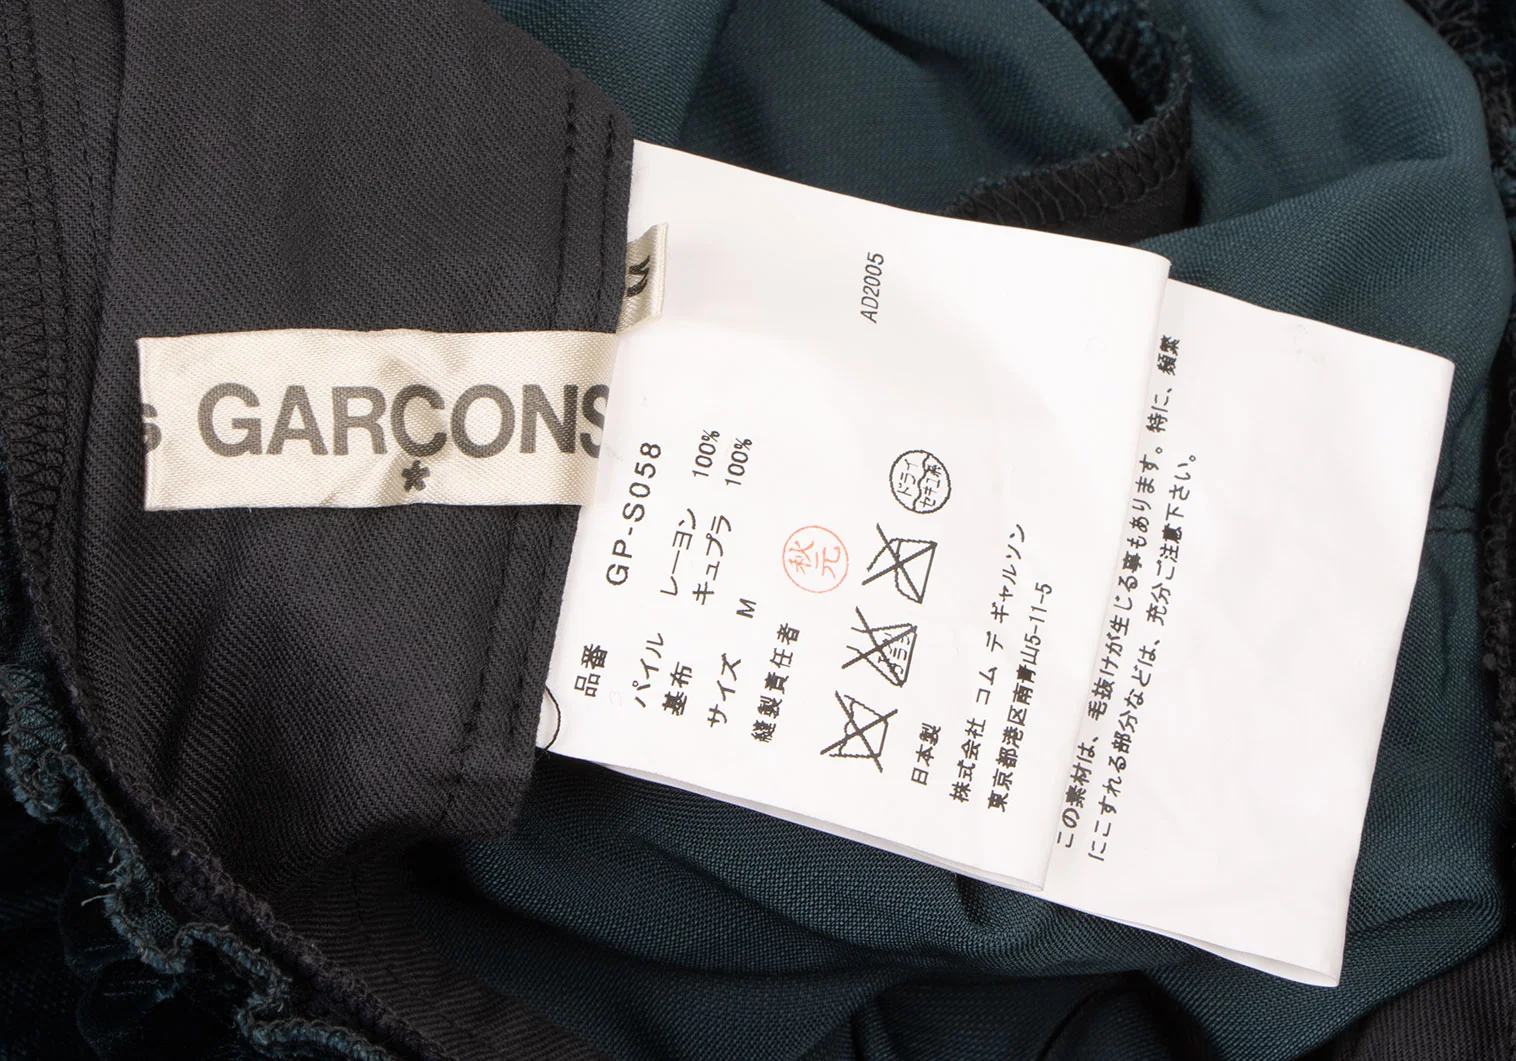 s GARCONS
*
AD2005
品番 GP-S058
パイル レーヨン 100%
基布 キュプラ 100%
サイズ M
縫製責任者 秋元
ドライ
セキユ系
日本製
株式会社 コム デ ギャルソン
東京都港区南青山5-11-5
この素材は、毛抜けが生じる事もあります。特に、頻繁
にこすれる部分などは、充分ご注意下さい。